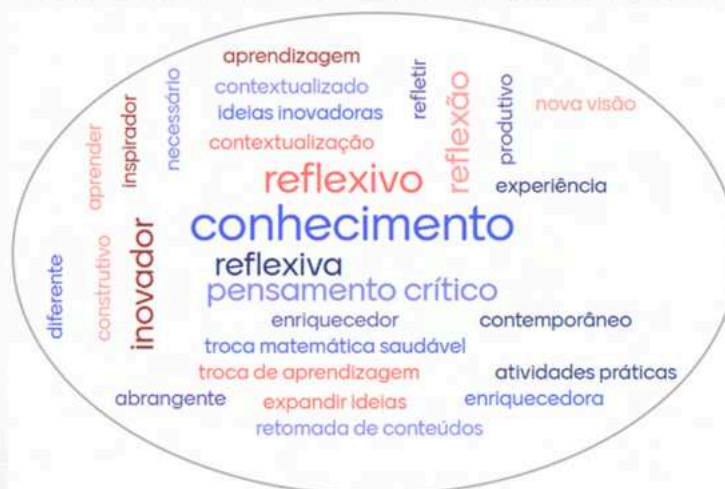 aprendizagem
contextualizado
ideias inovadoras
contextualização
necessário
inspirador
aprender
refletir
reflexão
produtivo
nova visão
experiência
reflexivo
conhecimento
reflexiva
pensamento crítico
inovador
construtivo
diferente
enriquecedor
contemporâneo
troca matemática saudável
troca de aprendizagem
atividades práticas
abrangente
expandir ideias
enriquecedora
retomada de conteúdos